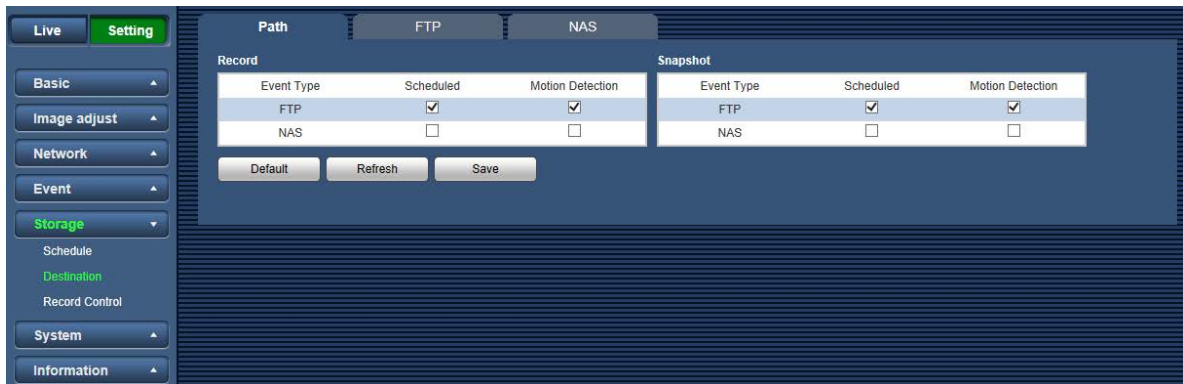 Live Setting
Basic
Image adjust
Network
Event
Storage
Schedule
Destination
Record Control
System
Information
Path FTP NAS
Record
Event Type Scheduled Motion Detection
FTP
NAS
Snapshot
Event Type Scheduled Motion Detection
FTP
NAS
Default Refresh Save